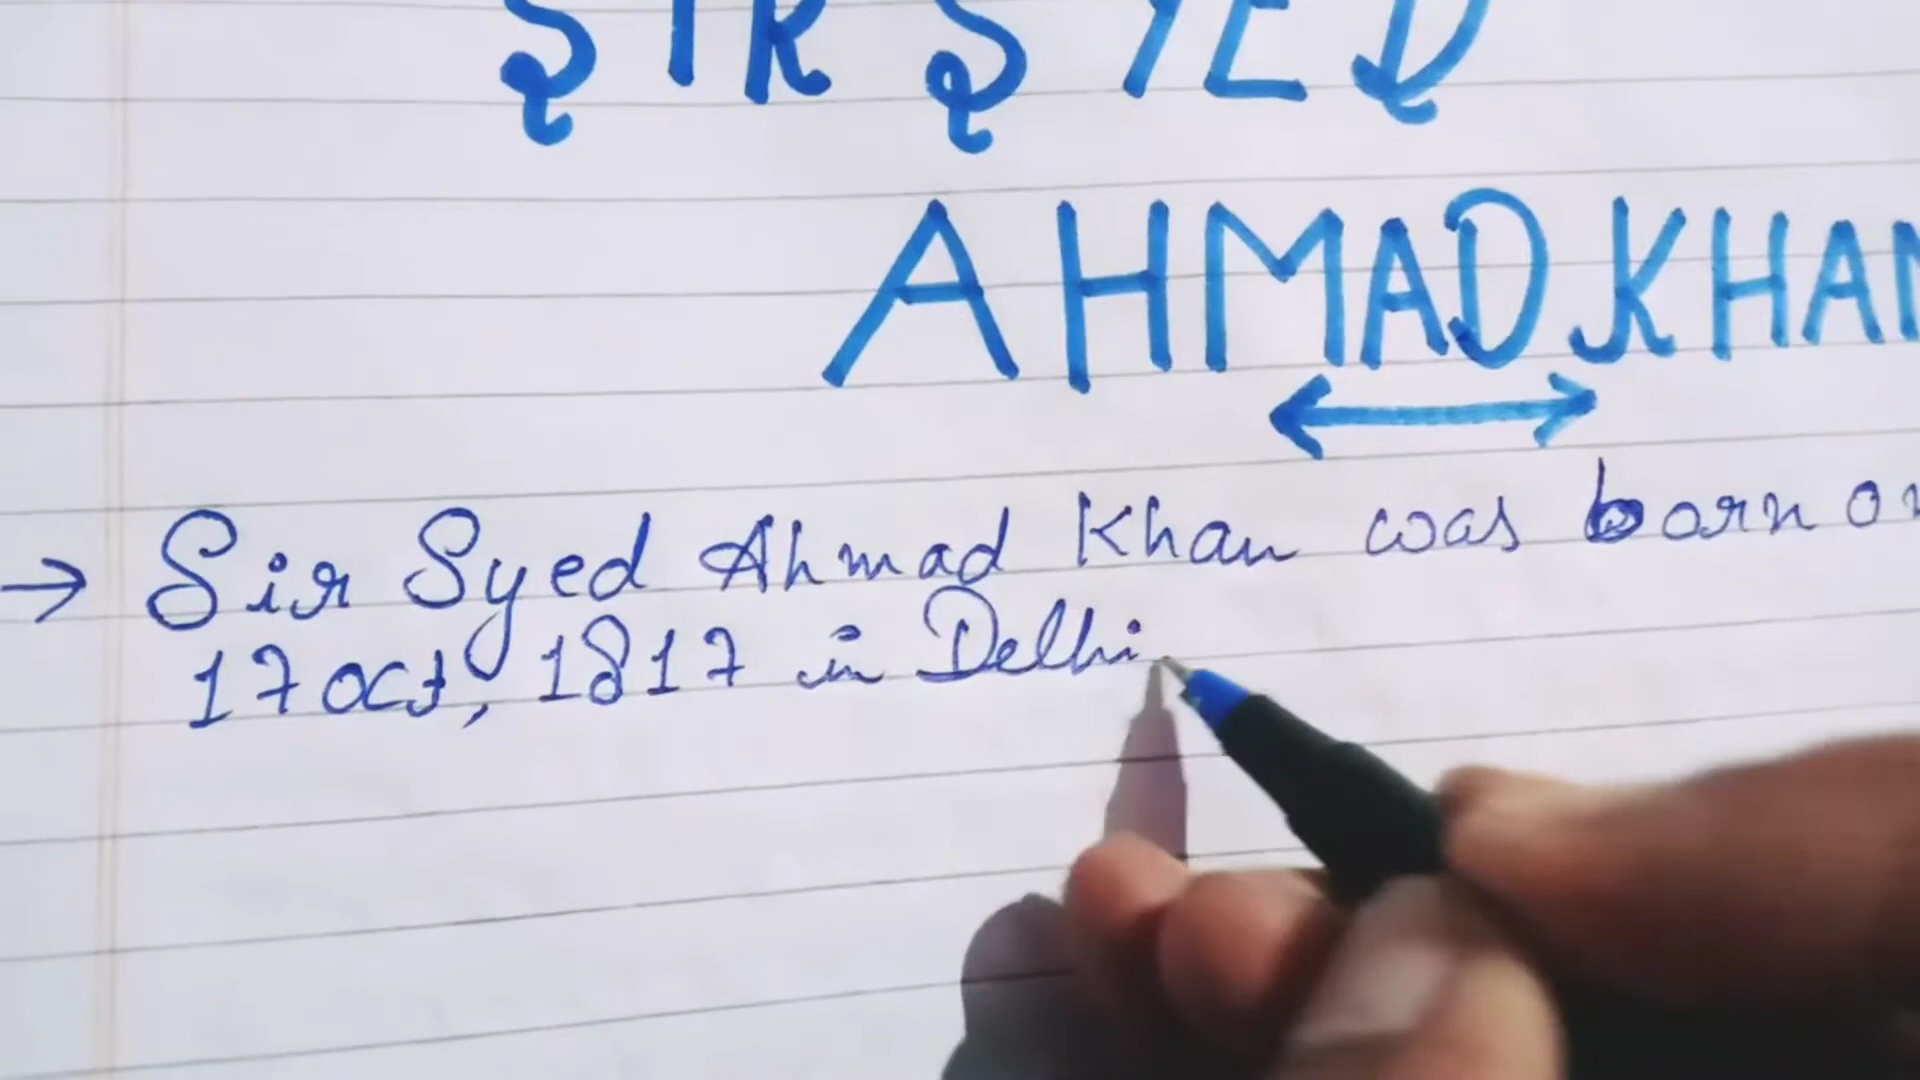 SIR SYED
AHMAD KHAN
→ Sir Syed Ahmad Khan was born on
17 oct, 1817 in Delhi